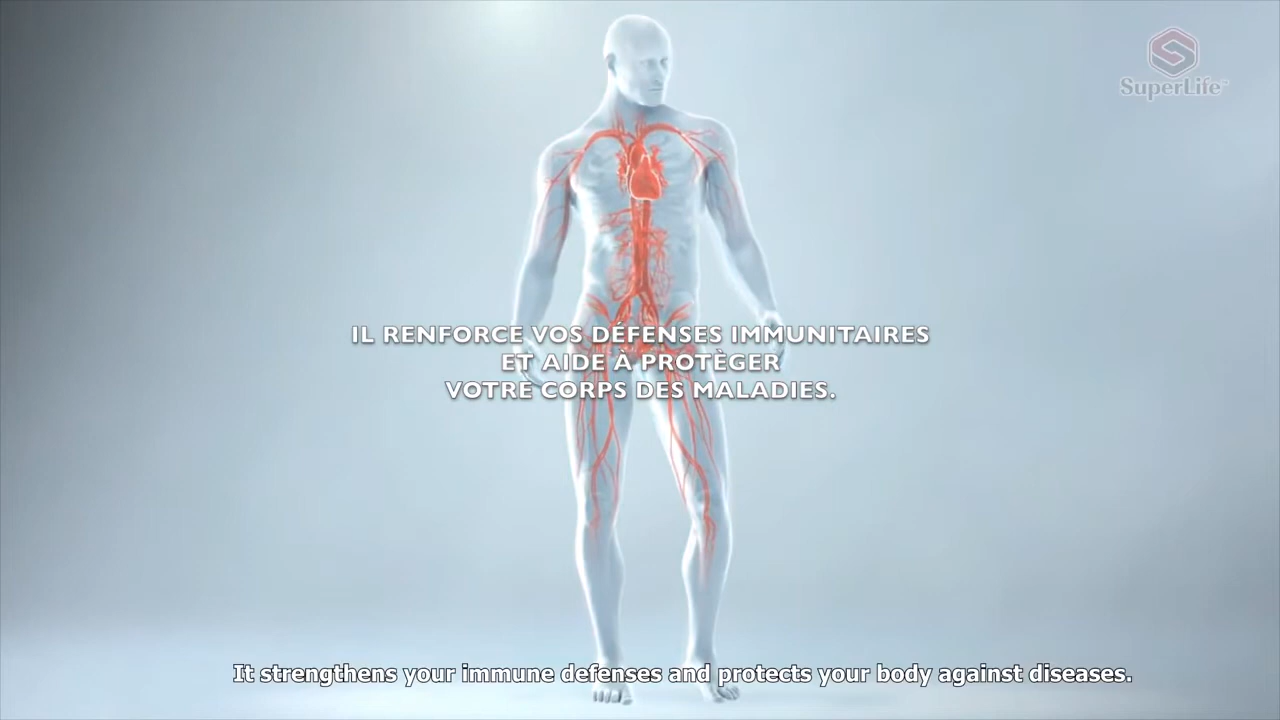 SuperLife™
IL RENFORCE VOS DÉFENSES IMMUNITAIRES
ET AIDE À PROTÈGER
VOTRE CORPS DES MALADIES.
It strengthens your immune defenses and protects your body against diseases.